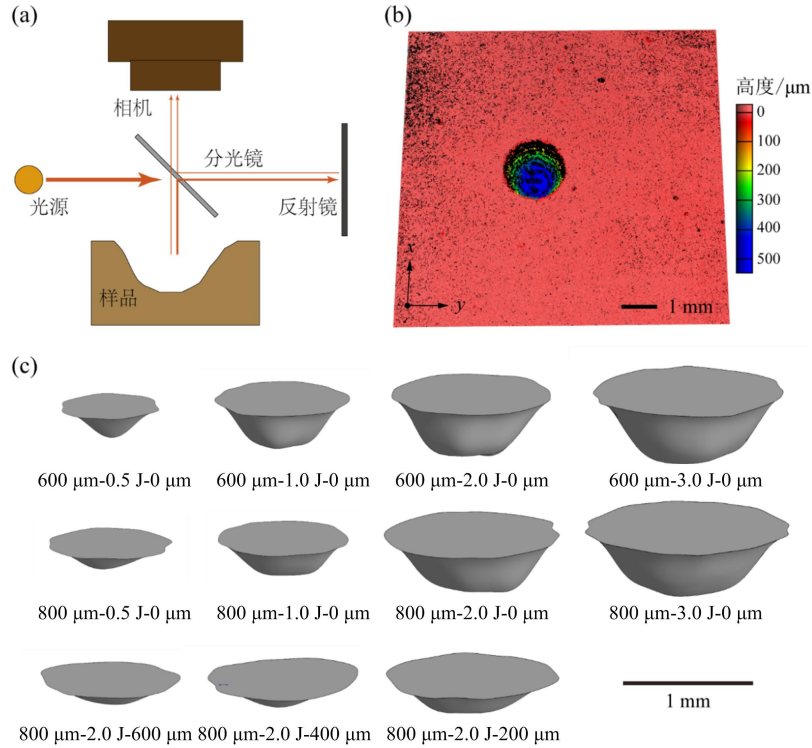 (a)
相机
分光镜
光源
反射镜
样品
(b)
高度/μm
0
100
200
300
400
500
x
y
1 mm
(c)
600 μm-0.5 J-0 μm
600 μm-1.0 J-0 μm
600 μm-2.0 J-0 μm
600 μm-3.0 J-0 μm
800 μm-0.5 J-0 μm
800 μm-1.0 J-0 μm
800 μm-2.0 J-0 μm
800 μm-3.0 J-0 μm
800 μm-2.0 J-600 μm
800 μm-2.0 J-400 μm
800 μm-2.0 J-200 μm
1 mm